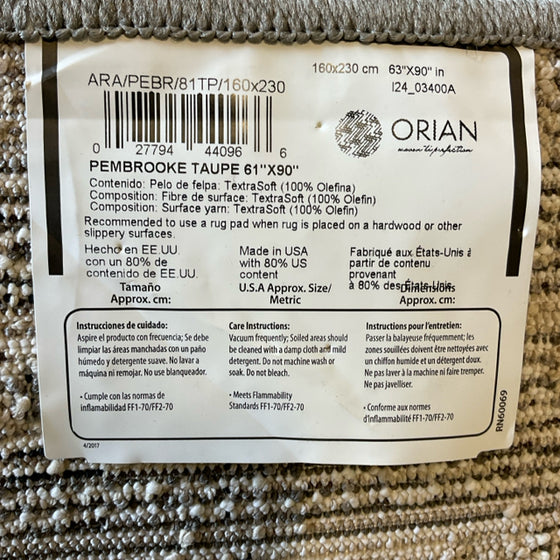 ARA/PEBR/81TP/160x230
160x230 cm 63"X90" in
I24_03400A
0 27794 44096 6
ORIAN
woven to perfection
PEMBROOKE TAUPE 61"X90"
Contenido: Pelo de felpa: TextraSoft (100% Olefina)
Composition: Fibre de surface: TextraSoft (100% Olefin)
Composition: Surface yarn: TextraSoft (100% Olefin)
Recommended to use a rug pad when rug is placed on a hardwood or other
slippery surfaces.
Hecho en EE.UU.
con un 80% de
contenido de EE.UU.
Made in USA
with 80% US
content
Fabriqué aux États-Unis à
partir de contenu
provenant
à 80% des États-Unis
Tamaño
Approx. cm:
U.S.A Approx. Size/
Metric
Dimensions
Approx. cm:
Instrucciones de cuidado:
Aspire el producto con frecuencia; Se debe
limpiar las áreas manchadas con un paño
húmedo y detergente suave. No lavar a
máquina ni remojar. No use blanqueador.
• Cumple con las normas de
inflamabilidad FF1-70/FF2-70
Care Instructions:
Vacuum frequently; Soiled areas should
be cleaned with a damp cloth and mild
detergent. Do not machine wash or
soak. Do not bleach.
• Meets Flammability
Standards FF1-70/FF2-70
Instructions pour l'entretien:
Passer la balayeuse fréquemment; les
zones souillées doivent être nettoyées avec
un chiffon humide et un détergent doux.
Ne pas laver à la machine ni faire tremper.
Ne pas javelliser.
• Conforme aux normes
d'inflammabilité FF1-70/FF2-70
RN60069
4/2017